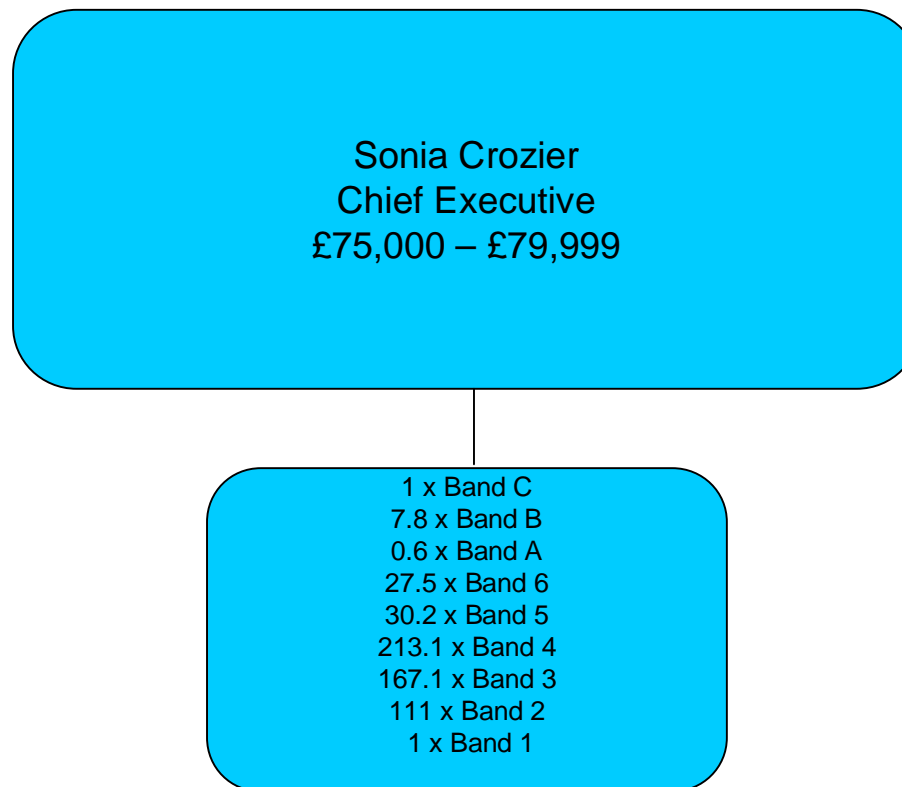 Sonia Crozier
Chief Executive
£75,000 – £79,999
1 x Band C
7.8 x Band B
0.6 x Band A
27.5 x Band 6
30.2 x Band 5
213.1 x Band 4
167.1 x Band 3
111 x Band 2
1 x Band 1